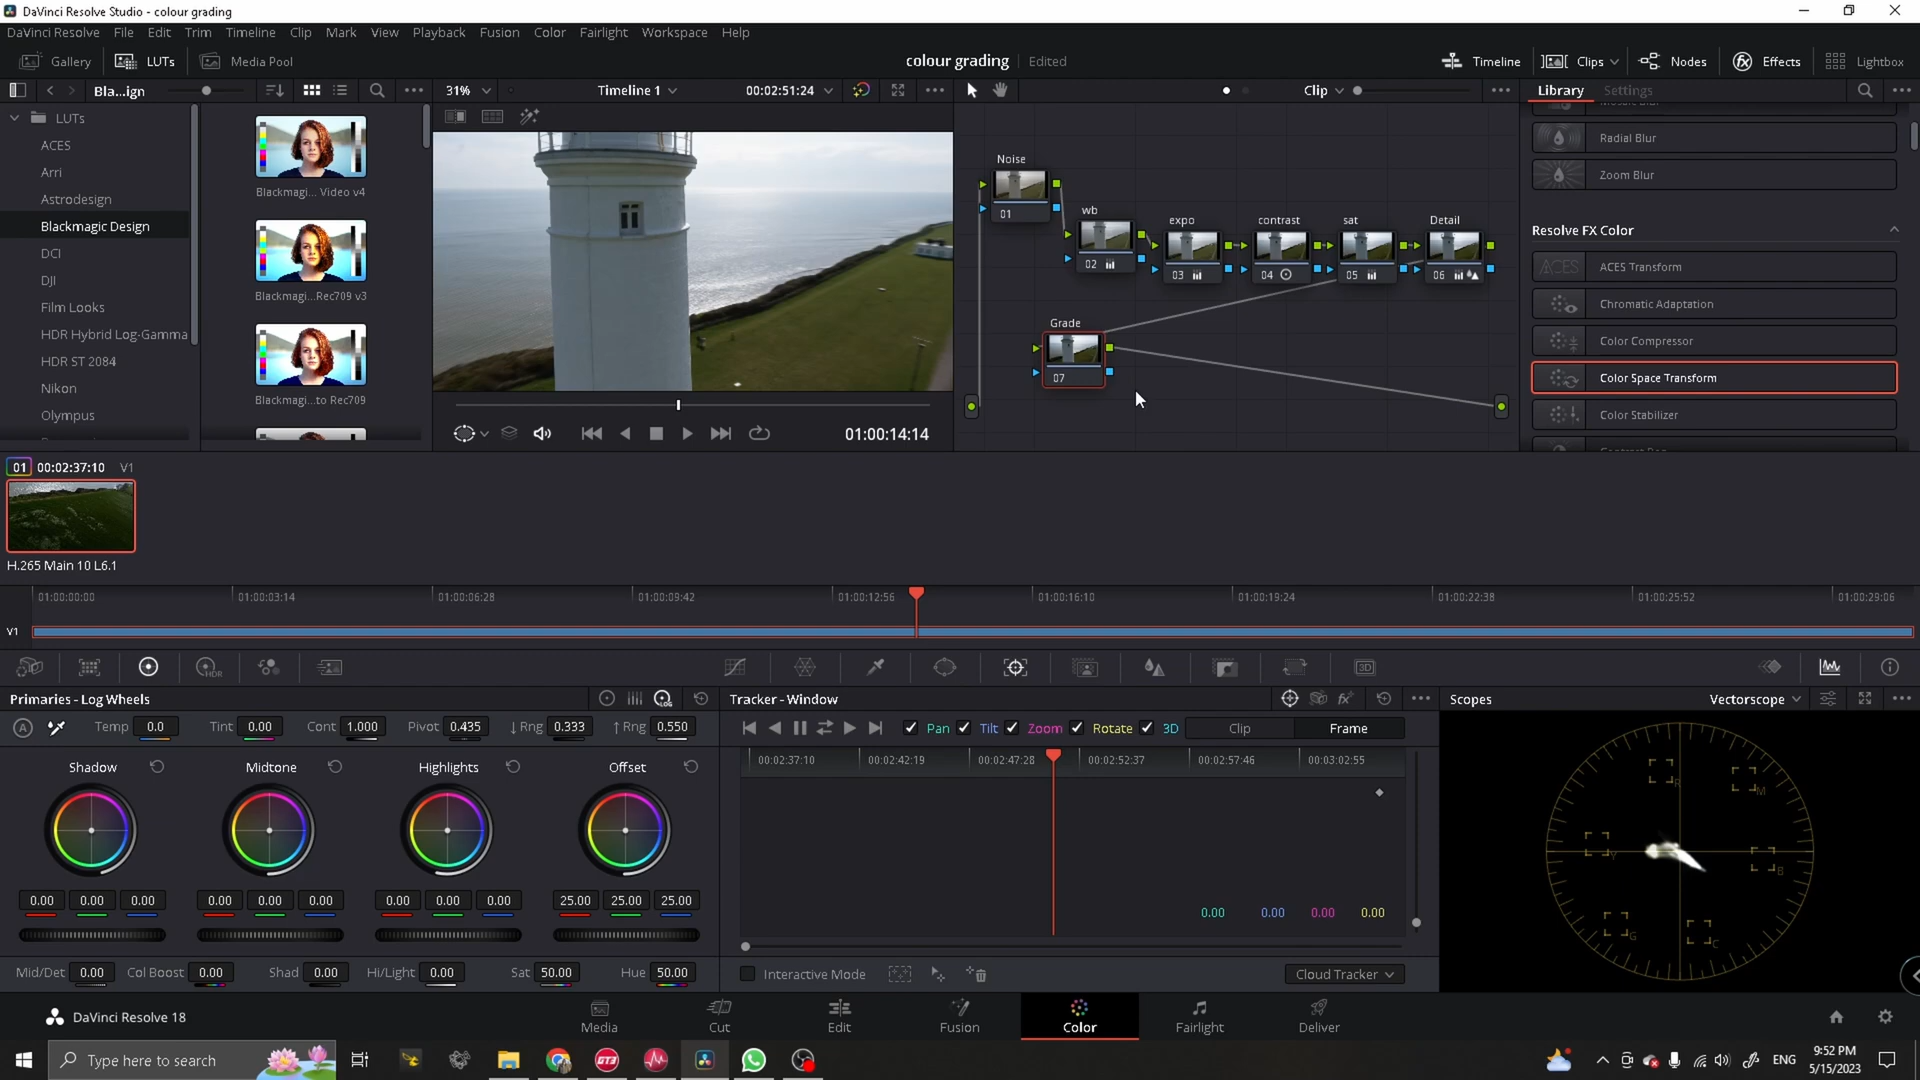 DaVinci Resolve Studio - colour grading
DaVinci Resolve File Edit Trim Timeline Clip Mark View Playback Fusion Color Fairlight Workspace Help
Gallery LUTs Media Pool colour grading Edited Timeline Clips Nodes Effects Lightbox
Bla...ign 31% Timeline 1 00:02:51:24 Clip Library Settings
LUTs
ACES
Arri
Astrodesign
Blackmagic Design
DCI
DJI
Film Looks
HDR Hybrid Log-Gamma
HDR ST 2084
Nikon
Olympus
Blackmagi... Video v4
Blackmagi...Rec709 v3
Blackmagi...to Rec709
01:00:14:14
Noise
01
wb
02
expo
03
contrast
04
sat
05
Detail
06
Grade
07
Radial Blur
Zoom Blur
Resolve FX Color
ACES ACES Transform
Chromatic Adaptation
Color Compressor
Color Space Transform
Color Stabilizer
01 00:02:37:10 V1
H.265 Main 10 L6.1
01:00:00:00 01:00:03:14 01:00:06:28 01:00:09:42 01:00:12:56 01:00:16:10 01:00:19:24 01:00:22:38 01:00:25:52 01:00:29:06
V1
HDR 3D
Primaries - Log Wheels LOG
A Temp 0.0 Tint 0.00 Cont 1.000 Pivot 0.435 ↓ Rng 0.333 ↑ Rng 0.550
Shadow Midtone Highlights Offset
0.00 0.00 0.00 0.00 0.00 0.00 0.00 0.00 0.00 25.00 25.00 25.00
Mid/Det 0.00 Col Boost 0.00 Shad 0.00 Hi/Light 0.00 Sat 50.00 Hue 50.00
Tracker - Window
Pan Tilt Zoom Rotate 3D Clip Frame
00:02:37:10 00:02:42:19 00:02:47:28 00:02:52:37 00:02:57:46 00:03:02:55
0.00 0.00 0.00 0.00
Interactive Mode Cloud Tracker
Scopes Vectorscope
R
M
Y
B
G
C
DaVinci Resolve 18
Media Cut Edit Fusion Color Fairlight Deliver
Type here to search
GT3
ENG
9:52 PM
5/15/2023